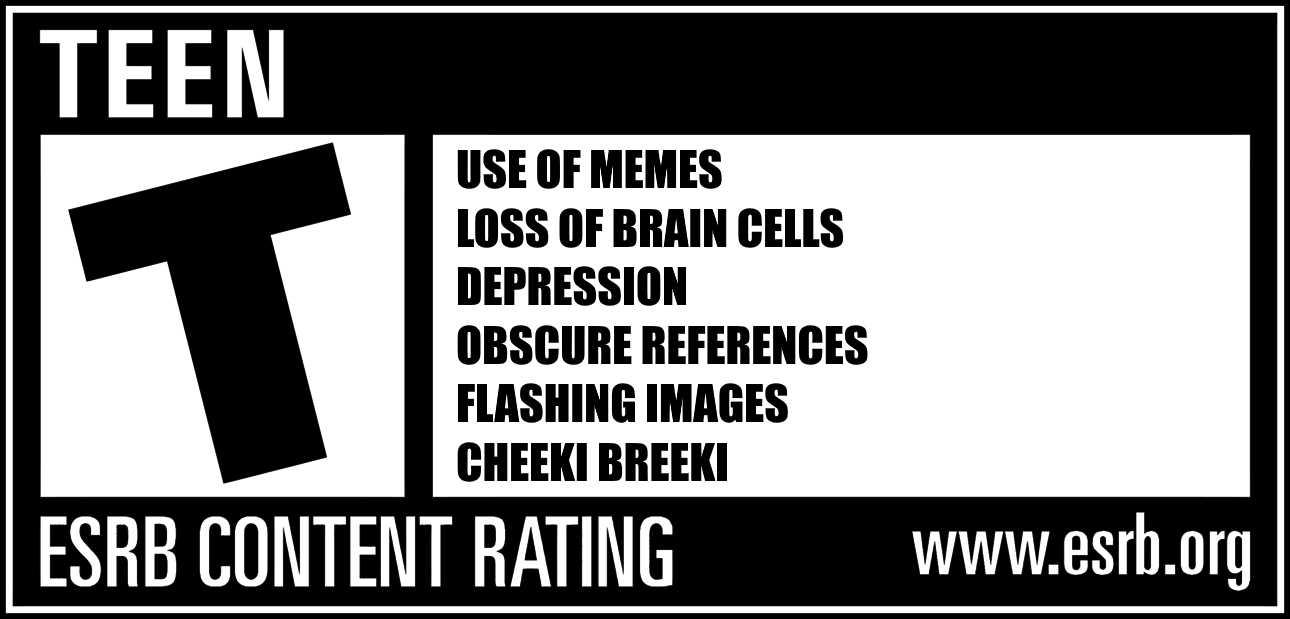 TEEN
T
USE OF MEMES
LOSS OF BRAIN CELLS
DEPRESSION
OBSCURE REFERENCES
FLASHING IMAGES
CHEEKI BREEKI
ESRB CONTENT RATING
www.esrb.org